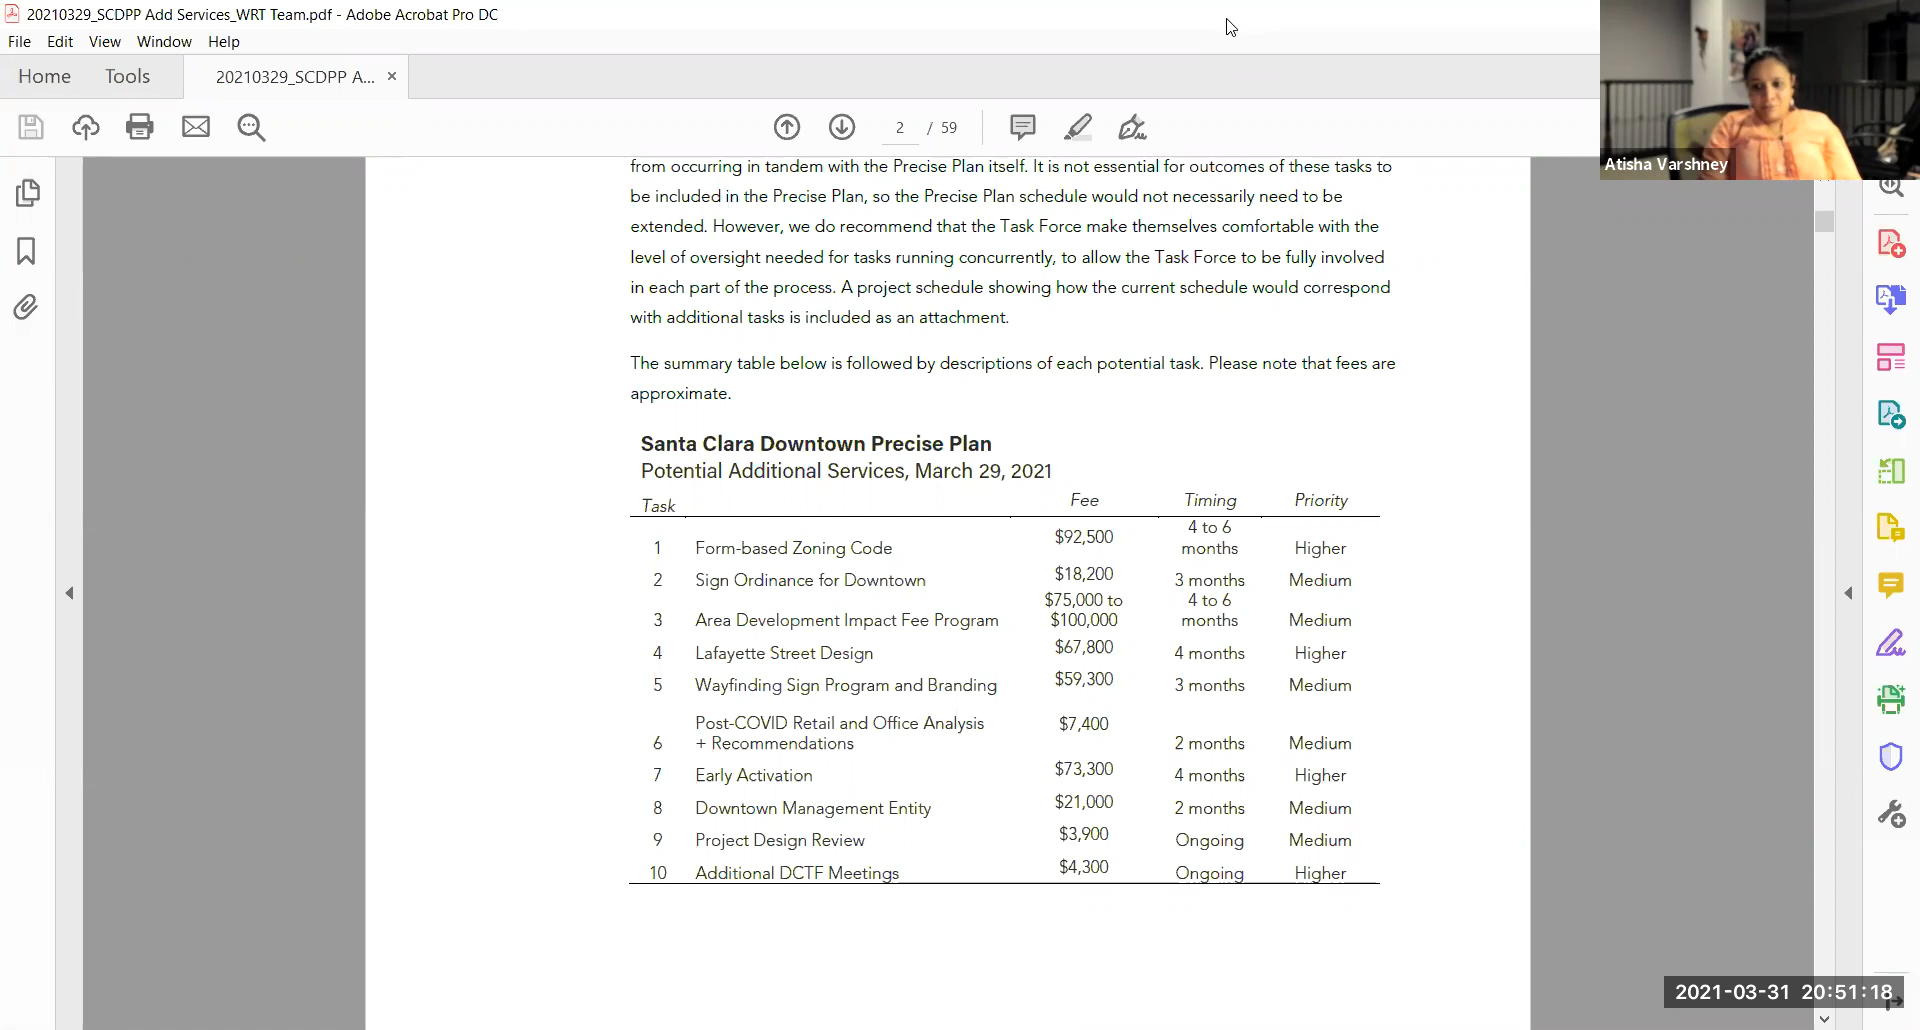 20210329_SCDPP Add Services_WRT Team.pdf - Adobe Acrobat Pro DC
File Edit View Window Help
Home Tools 20210329_SCDPP A... ×
2 / 59
Atisha Varshney
from occurring in tandem with the Precise Plan itself. It is not essential for outcomes of these tasks to
be included in the Precise Plan, so the Precise Plan schedule would not necessarily need to be
extended. However, we do recommend that the Task Force make themselves comfortable with the
level of oversight needed for tasks running concurrently, to allow the Task Force to be fully involved
in each part of the process. A project schedule showing how the current schedule would correspond
with additional tasks is included as an attachment.
The summary table below is followed by descriptions of each potential task. Please note that fees are
approximate.
Santa Clara Downtown Precise Plan
Potential Additional Services, March 29, 2021
Task Fee Timing Priority
1 Form-based Zoning Code $92,500 4 to 6 months Higher
2 Sign Ordinance for Downtown $18,200 3 months Medium
3 Area Development Impact Fee Program $75,000 to $100,000 4 to 6 months Medium
4 Lafayette Street Design $67,800 4 months Higher
5 Wayfinding Sign Program and Branding $59,300 3 months Medium
6 Post-COVID Retail and Office Analysis + Recommendations $7,400 2 months Medium
7 Early Activation $73,300 4 months Higher
8 Downtown Management Entity $21,000 2 months Medium
9 Project Design Review $3,900 Ongoing Medium
10 Additional DCTF Meetings $4,300 Ongoing Higher
2021-03-31 20:51:18